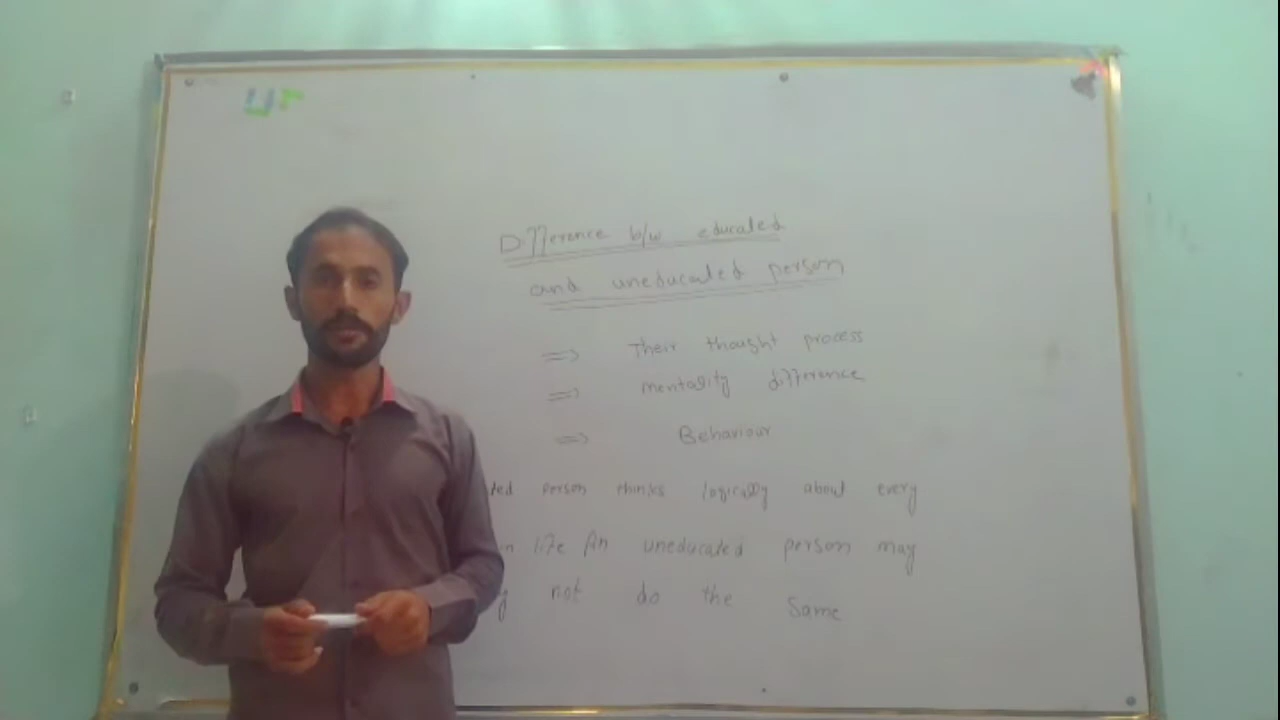 Difference b/w educated
and uneducated person
=> Their thought process
=> mentality difference
=> Behaviour
person thinks logically about every
life An uneducated person may
not do the same